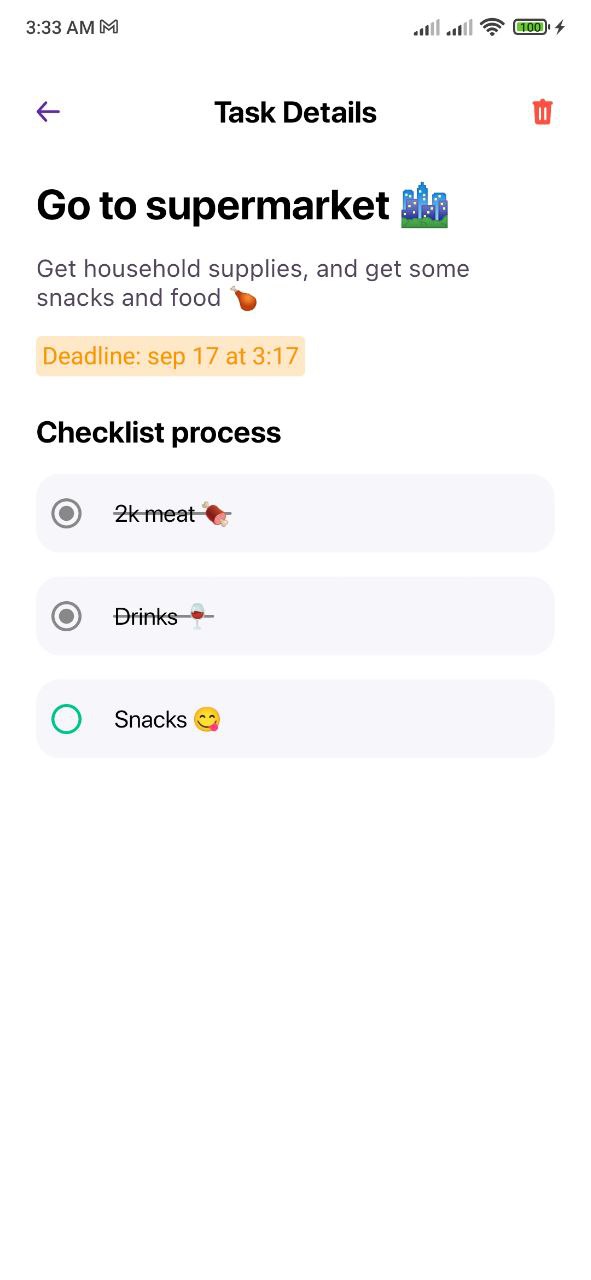 3:33 AM
100
Task Details
Go to supermarket 🏙️
Get household supplies, and get some
snacks and food 🍗
Deadline: sep 17 at 3:17
Checklist process
2k meat 🍖
Drinks 🍷
Snacks 😋